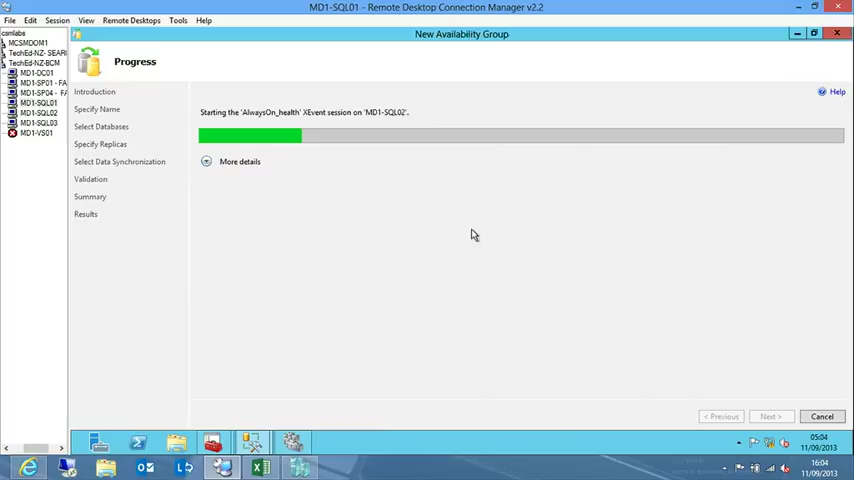 MD1-SQL01 - Remote Desktop Connection Manager v2.2
File Edit Session View Remote Desktops Tools Help
csmlabs
MCSMDOM1
TechEd-NZ-SEAR
TechEd-NZ-BCM
MD1-DC01
MD1-SP01 - FA
MD1-SP04 - FA
MD1-SQL01
MD1-SQL02
MD1-SQL03
MD1-VS01
New Availability Group
Progress
Help
Introduction
Specify Name
Select Databases
Specify Replicas
Select Data Synchronization
Validation
Summary
Results
Starting the 'AlwaysOn_health' XEvent session on 'MD1-SQL02'.
More details
< Previous Next > Cancel
05:04
11/09/2013
16:04
11/09/2013